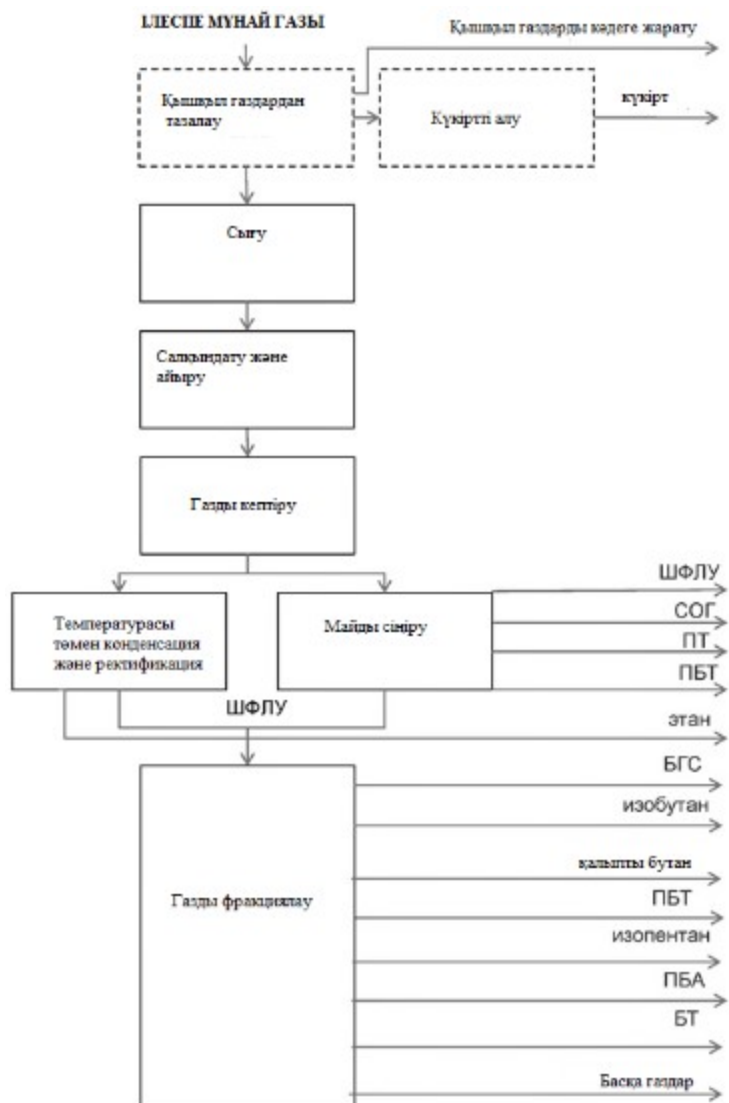 ІЛЕСПЕ МҰНАЙ ГАЗЫ
Қышқыл газдарды кәдеге жарату
Қышқыл газдардан
тазалау
Күкіртті алу
күкірт
Сығу
Салқындату және
айыру
Газды кептіру
Температурасы
төмен конденсация
және ректификация
Майды сіңіру
ШФЛУ
СОГ
ПТ
ПБТ
ШФЛУ
этан
Газды фракциялау
БГС
изобутан
қалыпты бутан
ПБТ
изопентан
ПБА
БТ
Басқа газдар